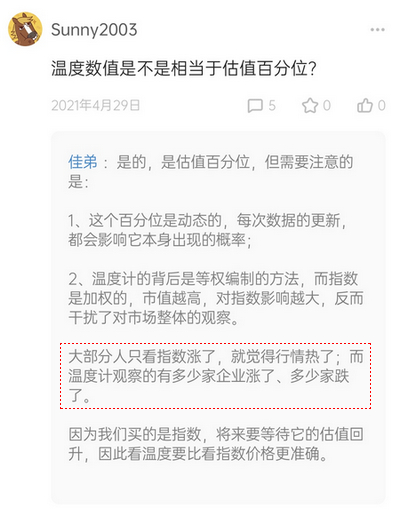 Sunny2003
温度数值是不是相当于估值百分位？
2021年4月29日
5
0
0
佳弟 ：是的，是估值百分位，但需要注意的
是：
1、这个百分位是动态的，每次数据的更新，
都会影响它本身出现的概率；
2、温度计的背后是等权编制的方法，而指数
是加权的，市值越高，对指数影响越大，反而
干扰了对市场整体的观察。
大部分人只看指数涨了，就觉得行情热了；而
温度计观察的有多少家企业涨了、多少家跌
了。
因为我们买的是指数，将来要等待它的估值回
升，因此看温度要比看指数价格更准确。